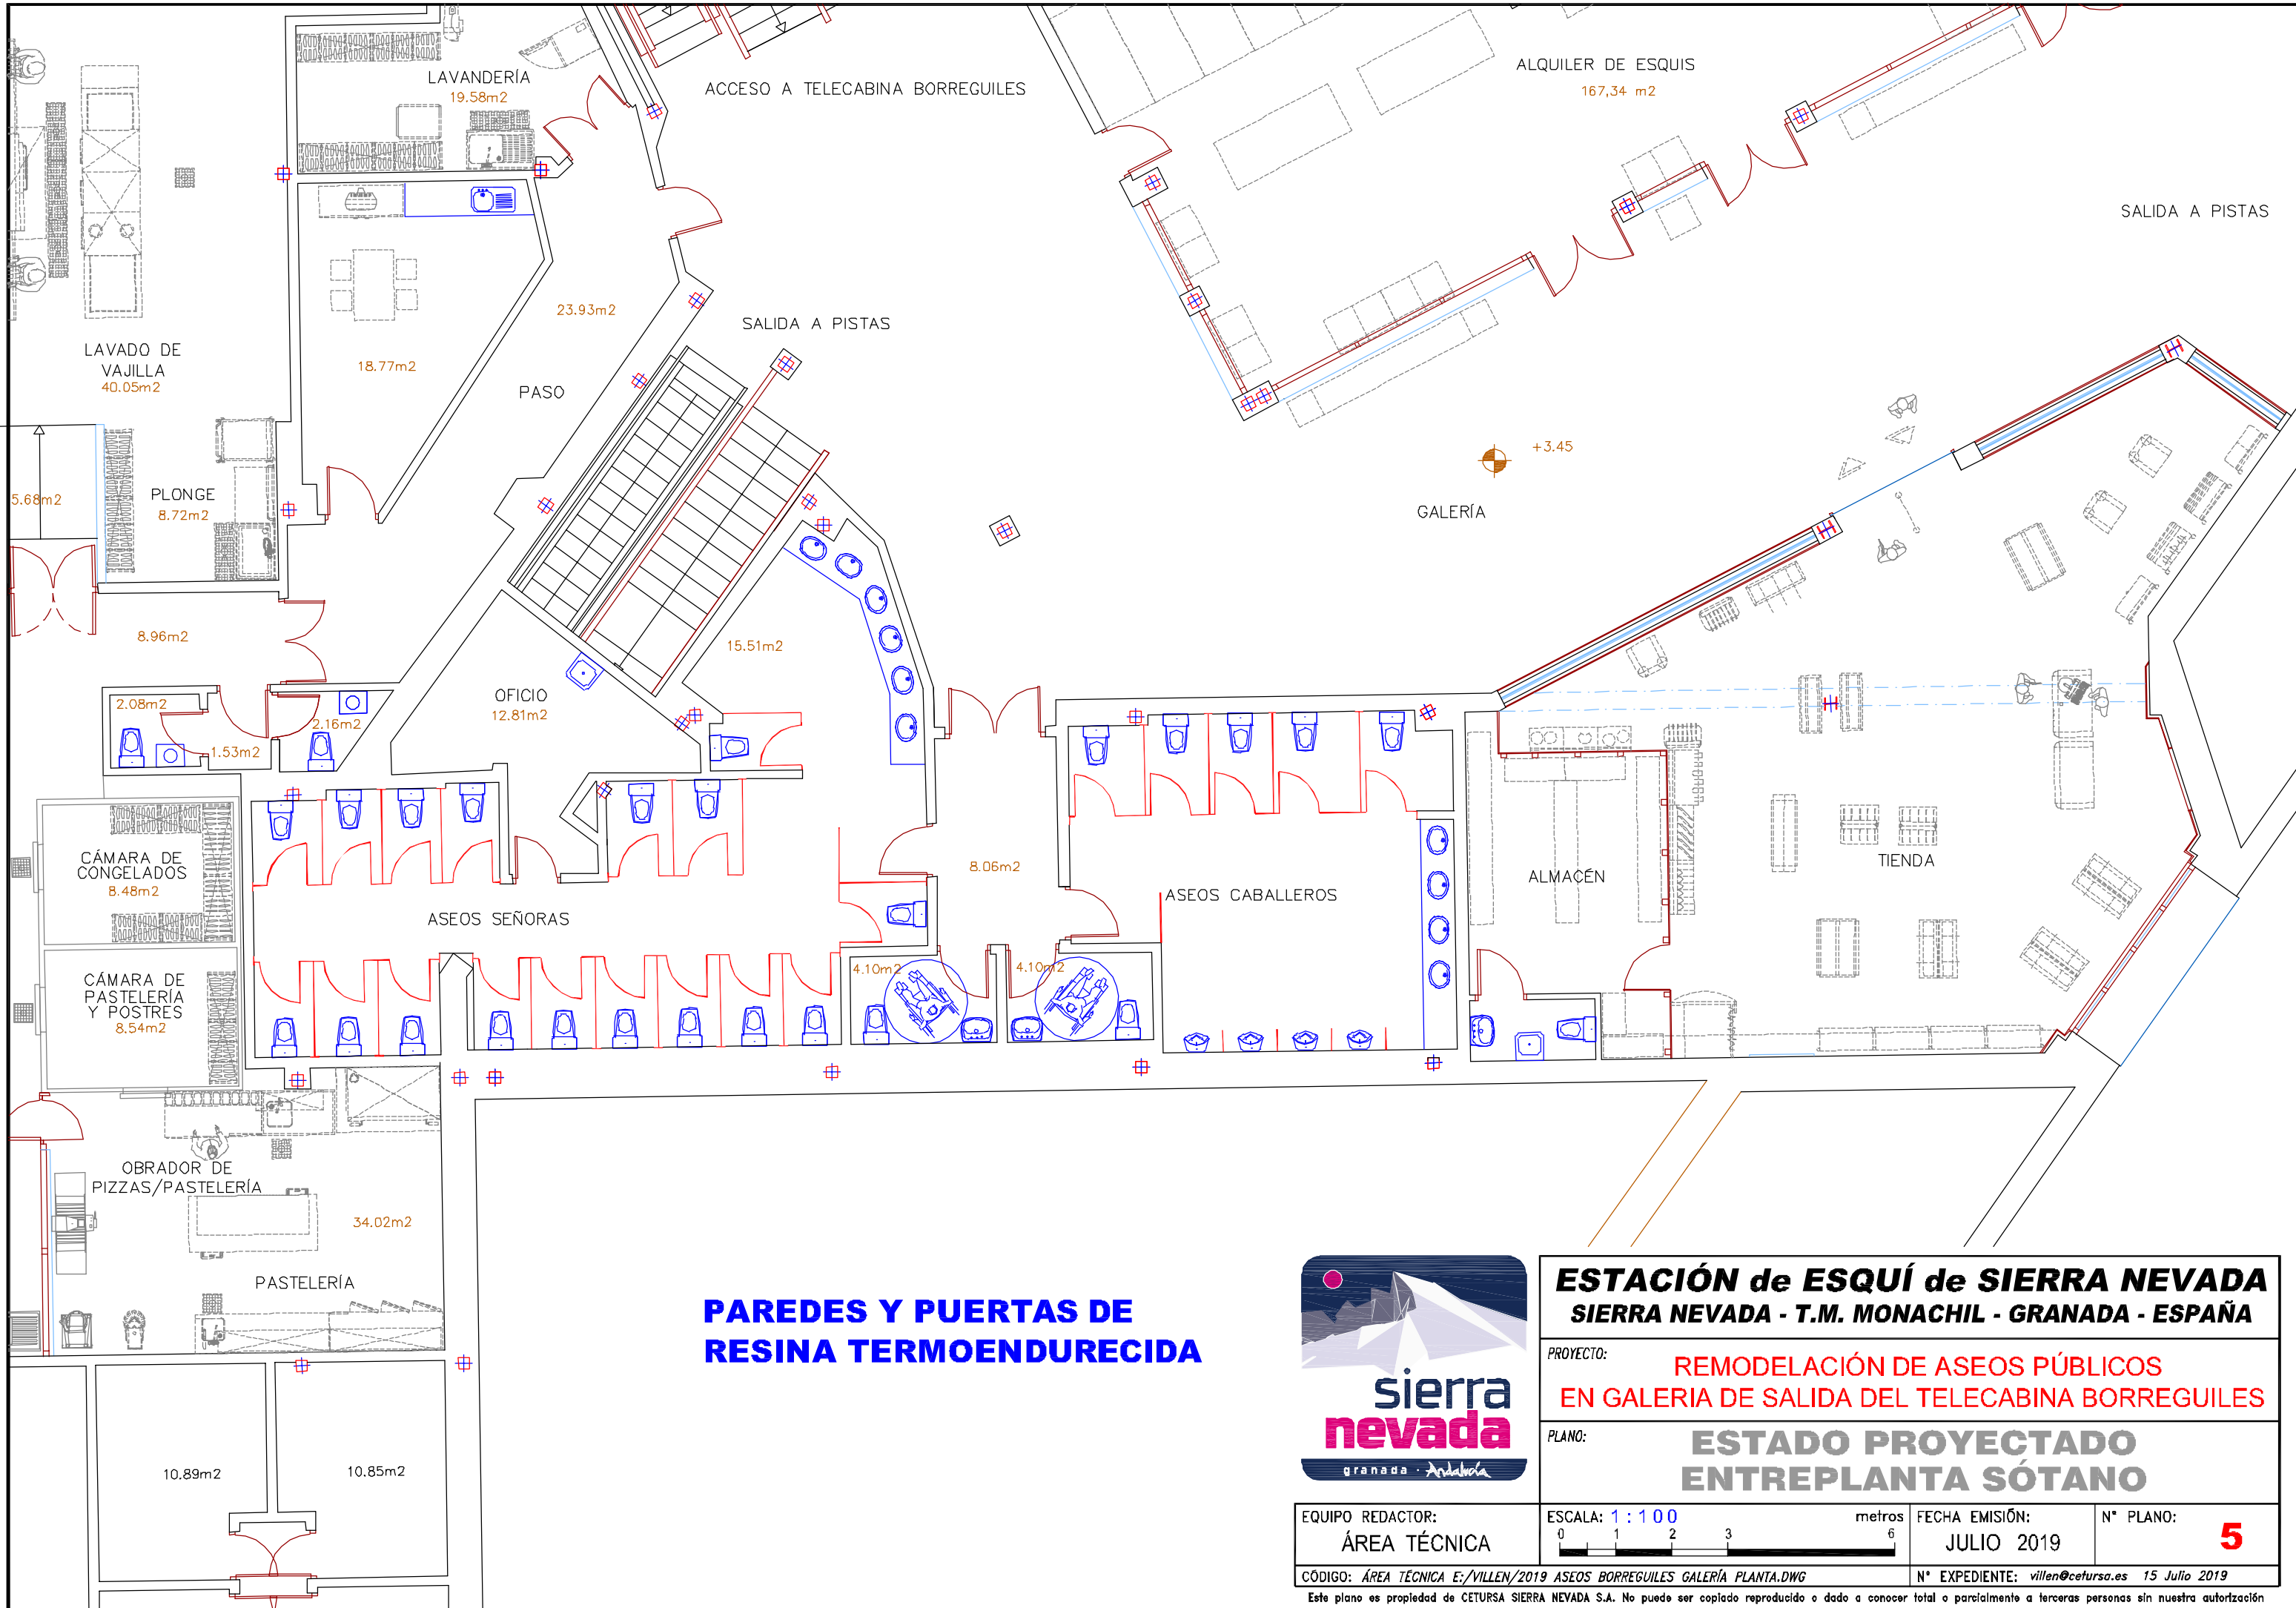 LAVANDERÍA
19.58m2
ACCESO A TELECABINA BORREGUILES
ALQUILER DE ESQUIS
167,34 m2
SALIDA A PISTAS
23.93m2
SALIDA A PISTAS
LAVADO DE
VAJILLA
40.05m2
18.77m2
PASO
+3.45
GALERÍA
5.68m2
PLONGE
8.72m2
8.96m2
15.51m2
OFICIO
12.81m2
2.08m2
2.16m2
1.53m2
CÁMARA DE
CONGELADOS
8.48m2
8.06m2
ASEOS SEÑORAS
ASEOS CABALLEROS
ALMACÉN
TIENDA
4.10m2
4.10m2
CÁMARA DE
PASTELERÍA
Y POSTRES
8.54m2
OBRADOR DE
PIZZAS/PASTELERÍA
34.02m2
PASTELERÍA
10.89m2
10.85m2
PAREDES Y PUERTAS DE
RESINA TERMOENDURECIDA
sierra
nevada
granada · Andalucía
ESTACIÓN de ESQUÍ de SIERRA NEVADA
SIERRA NEVADA - T.M. MONACHIL - GRANADA - ESPAÑA
PROYECTO:
REMODELACIÓN DE ASEOS PÚBLICOS
EN GALERIA DE SALIDA DEL TELECABINA BORREGUILES
PLANO:
ESTADO PROYECTADO
ENTREPLANTA SÓTANO
EQUIPO REDACTOR:
ÁREA TÉCNICA
ESCALA: 1:100
metros
0 1 2 3 6
FECHA EMISIÓN:
JULIO 2019
N° PLANO:
5
CÓDIGO: ÁREA TÉCNICA E:/VILLEN/2019 ASEOS BORREGUILES GALERÍA PLANTA.DWG
N° EXPEDIENTE: villen@cetursa.es 15 Julio 2019
Este plano es propiedad de CETURSA SIERRA NEVADA S.A. No puede ser copiado reproducido o dado a conocer total o parcialmente a terceras personas sin nuestra autorización